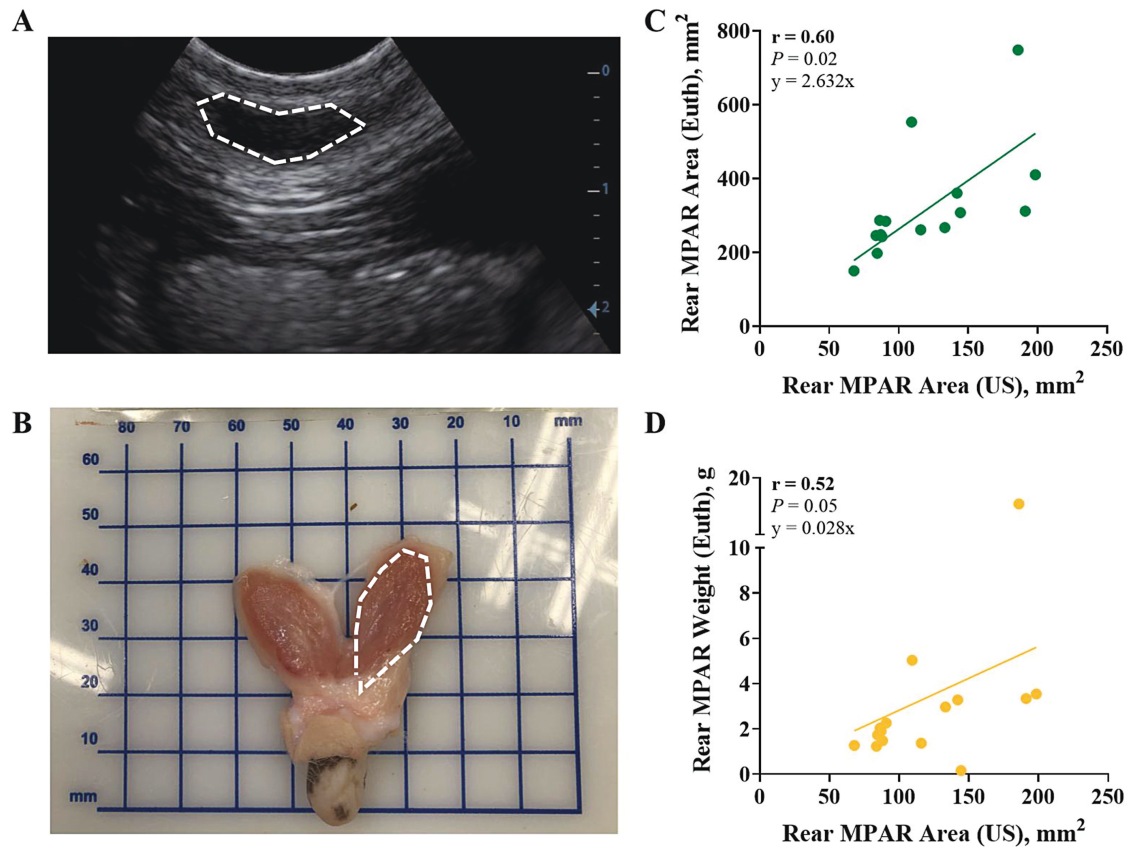 A
0
1
2
B
80 70 60 50 40 30 20 10 mm
60
50
40
30
20
10
mm
C
Rear MPAR Area (Euth), mm²
800
600
400
200
0
r = 0.60
P = 0.02
y = 2.632x
0 50 100 150 200 250
Rear MPAR Area (US), mm²
D
Rear MPAR Weight (Euth), g
20
10
8
6
4
2
0
r = 0.52
P = 0.05
y = 0.028x
0 50 100 150 200 250
Rear MPAR Area (US), mm²